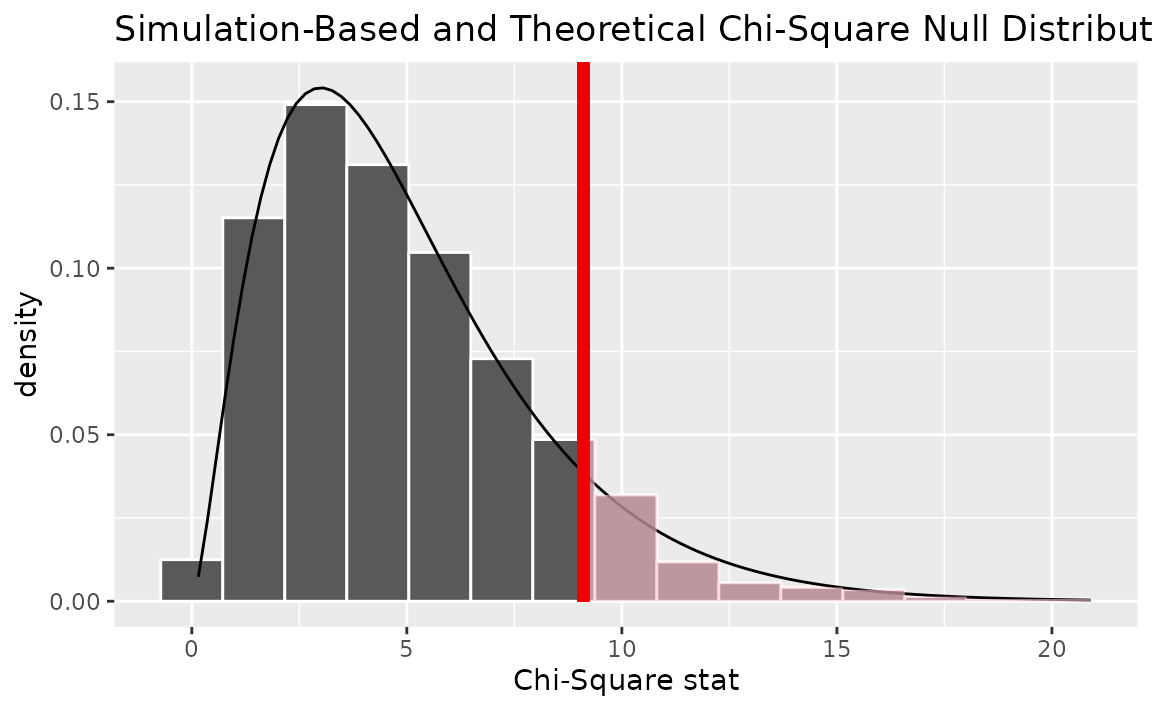 Simulation-Based and Theoretical Chi-Square Null Distribut
density
0.15
0.10
0.05
0.00
0 5 10 15 20
Chi-Square stat